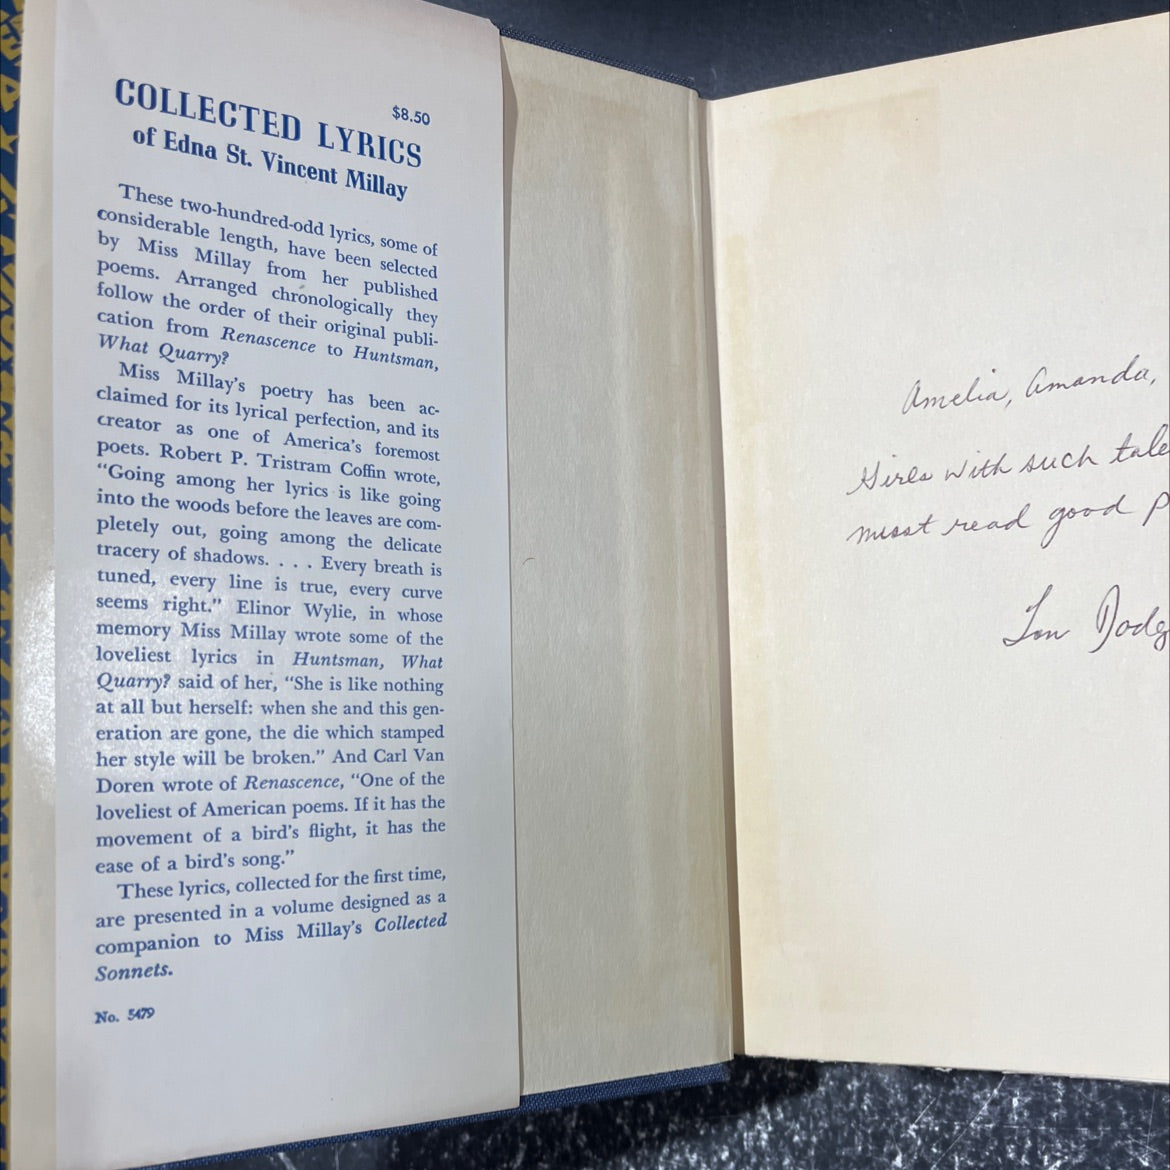 $8.50
COLLECTED LYRICS
of Edna St. Vincent Millay
These two-hundred-odd lyrics, some of
considerable length, have been selected
by Miss Millay from her published
poems. Arranged chronologically they
follow the order of their original publi-
cation from Renascence to Huntsman,
What Quarry?
Miss Millay's poetry has been ac-
claimed for its lyrical perfection, and its
creator as one of America's foremost
poets. Robert P. Tristram Coffin wrote,
“Going among her lyrics is like going
into the woods before the leaves are com-
pletely out, going among the delicate
tracery of shadows. . . . Every breath is
tuned, every line is true, every curve
seems right.” Elinor Wylie, in whose
memory Miss Millay wrote some of the
loveliest lyrics in Huntsman, What
Quarry? said of her, “She is like nothing
at all but herself: when she and this gen-
eration are gone, the die which stamped
her style will be broken.” And Carl Van
Doren wrote of Renascence, “One of the
loveliest of American poems. If it has the
movement of a bird's flight, it has the
ease of a bird's song.”
These lyrics, collected for the first time,
are presented in a volume designed as a
companion to Miss Millay's Collected
Sonnets.
No. 5479
Amelia, Amanda,
Girls with such tale
must read good p
Lon Dodg